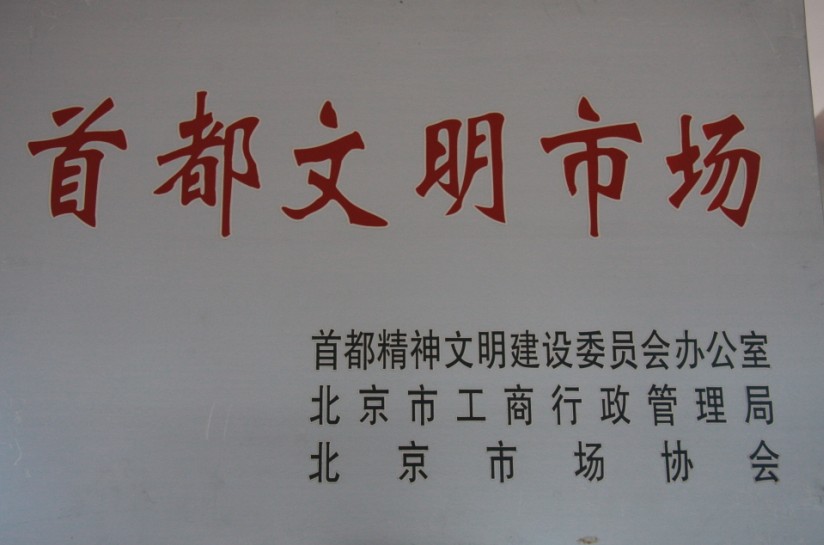 首都文明市场
首都精神文明建设委员会办公室
北京市工商行政管理局
北京市场协会